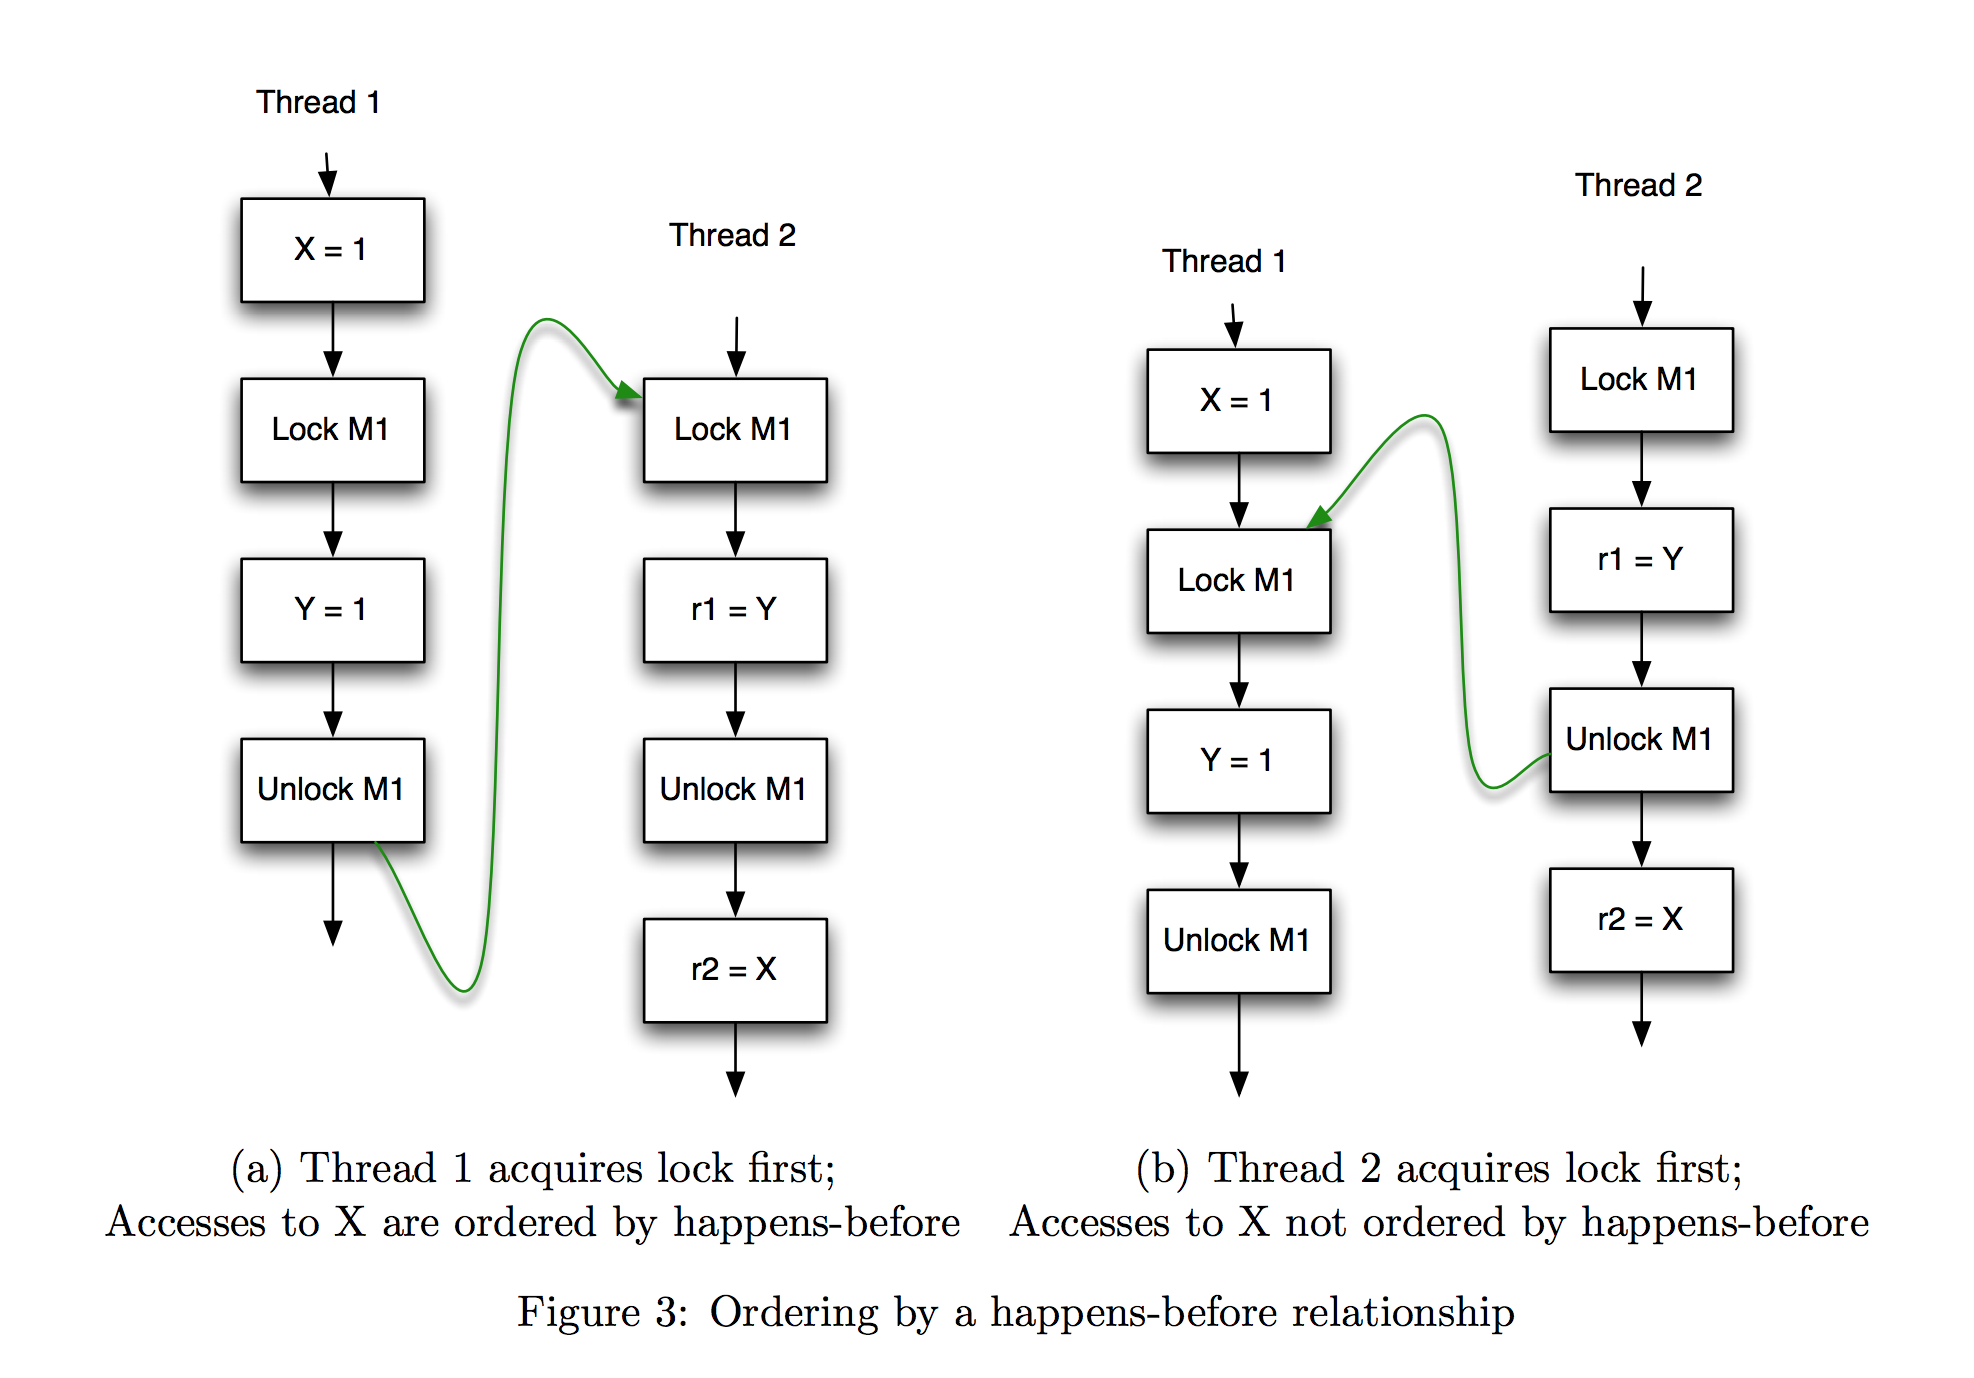 Thread 1
X = 1
Lock M1
Y = 1
Unlock M1
Thread 2
Lock M1
r1 = Y
Unlock M1
r2 = X
Thread 1
X = 1
Lock M1
Y = 1
Unlock M1
Thread 2
Lock M1
r1 = Y
Unlock M1
r2 = X
(a) Thread 1 acquires lock first;
Accesses to X are ordered by happens-before
(b) Thread 2 acquires lock first;
Accesses to X not ordered by happens-before
Figure 3: Ordering by a happens-before relationship